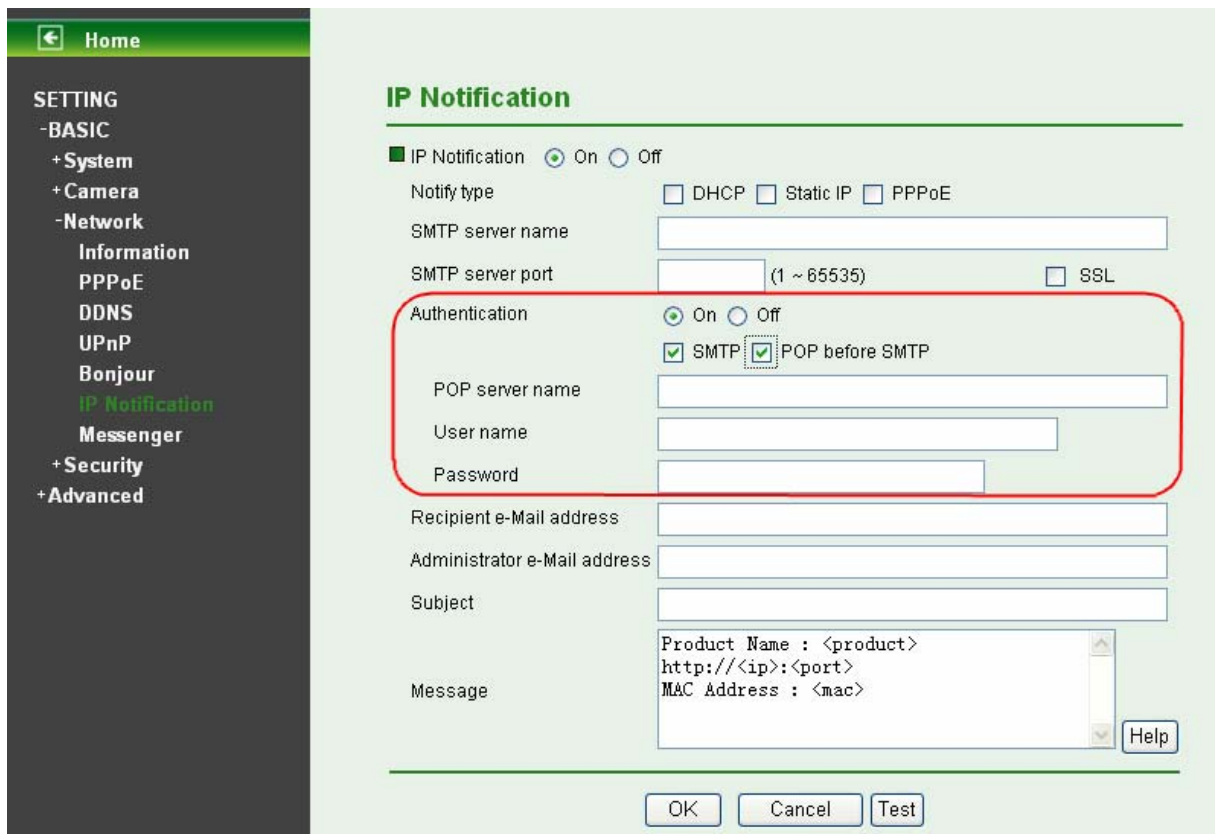 Home
SETTING
-BASIC
+System
+Camera
-Network
Information
PPPoE
DDNS
UPnP
Bonjour
IP Notification
Messenger
+Security
+Advanced
IP Notification
IP Notification On Off
Notify type DHCP Static IP PPPoE
SMTP server name
SMTP server port (1 ~ 65535) SSL
Authentication On Off
SMTP POP before SMTP
POP server name
User name
Password
Recipient e-Mail address
Administrator e-Mail address
Subject
Message
Product Name : <product>
http://<ip>:<port>
MAC Address : <mac>
Help
OK Cancel Test